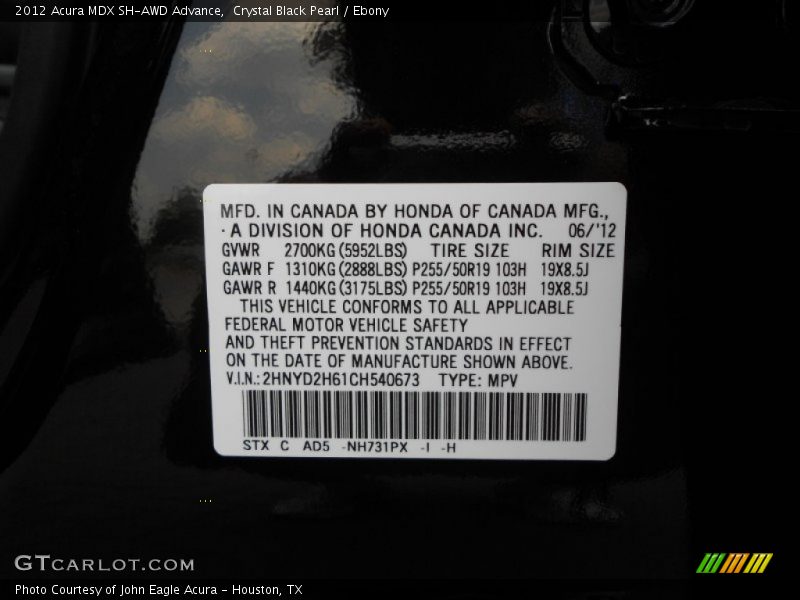 2012 Acura MDX SH-AWD Advance, Crystal Black Pearl / Ebony
MFD. IN CANADA BY HONDA OF CANADA MFG.,
· A DIVISION OF HONDA CANADA INC. 06/'12
GVWR 2700KG (5952LBS) TIRE SIZE RIM SIZE
GAWR F 1310KG (2888LBS) P255/50R19 103H 19X8.5J
GAWR R 1440KG (3175LBS) P255/50R19 103H 19X8.5J
THIS VEHICLE CONFORMS TO ALL APPLICABLE
FEDERAL MOTOR VEHICLE SAFETY
AND THEFT PREVENTION STANDARDS IN EFFECT
ON THE DATE OF MANUFACTURE SHOWN ABOVE.
V.I.N.: 2HNYD2H61CH540673 TYPE: MPV
STX C AD5 -NH731PX -I -H
GTCARLOT.COM
Photo Courtesy of John Eagle Acura - Houston, TX